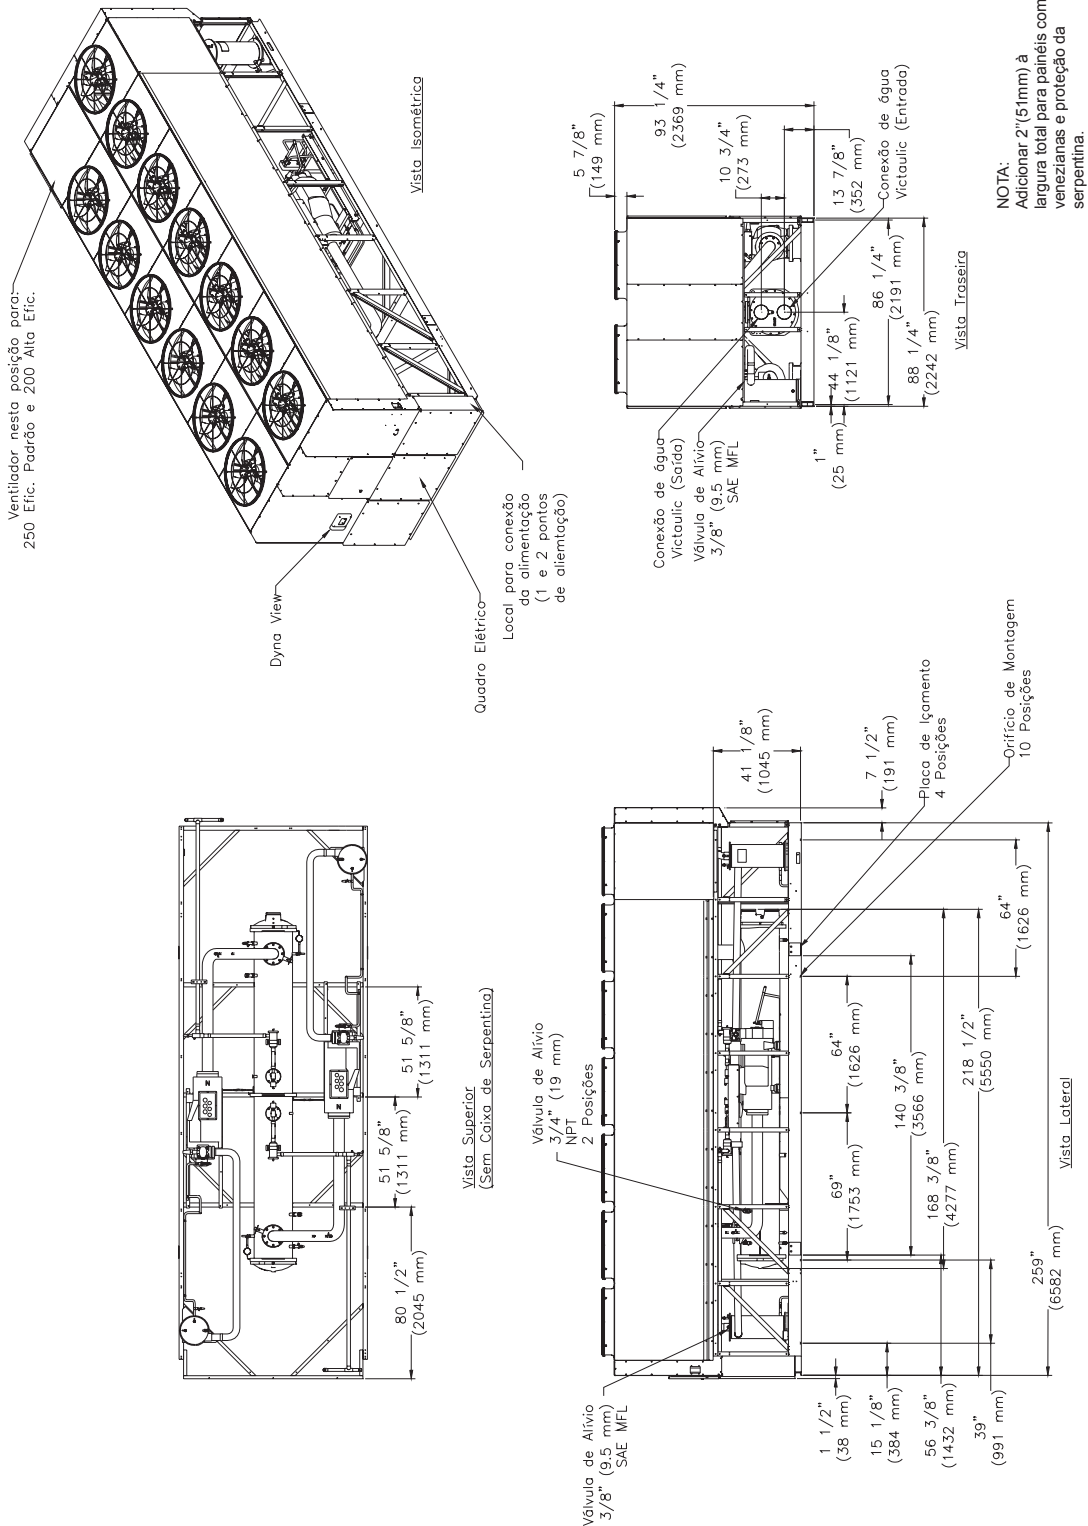 Ventilador nesta posição para:
250 Efic. Padrão e 200 Alta Efic.
Dyna View
Quadro Elétrico
Local para conexão
da alimentação
(1 e 2 pontos
de aliemtação)
Vista Isométrica
5 7/8"
(149 mm)
93 1/4"
(2369 mm)
10 3/4"
(273 mm)
13 7/8"
(352 mm)
Conexão de água
Victaulic (Entrada)
Conexão de água
Victaulic (Saída)
Válvula de Alívio
3/8" (9.5 mm)
SAE MFL
1"
(25 mm)
44 1/8"
(1121 mm)
86 1/4"
(2191 mm)
88 1/4"
(2242 mm)
Vista Traseira
NOTA:
Adicionar 2"(51mm) à
largura total para painéis com
venezianas e proteção da
serpentina.
N
N
80 1/2"
(2045 mm)
51 5/8"
(1311 mm)
51 5/8"
(1311 mm)
Vista Superior
(Sem Caixa de Serpentina)
Válvula de Alívio
3/4" (19 mm)
NPT
2 Posições
Válvula de Alívio
3/8" (9.5 mm)
SAE MFL
41 1/8"
(1045 mm)
7 1/2"
(191 mm)
Placa de Içamento
4 Posições
Orifício de Montagem
10 Posições
1 1/2"
(38 mm)
15 1/8"
(384 mm)
56 3/8"
(1432 mm)
39"
(991 mm)
69"
(1753 mm)
64"
(1626 mm)
64"
(1626 mm)
140 3/8"
(3566 mm)
168 3/8"
(4277 mm)
218 1/2"
(5550 mm)
259"
(6582 mm)
Vista Lateral